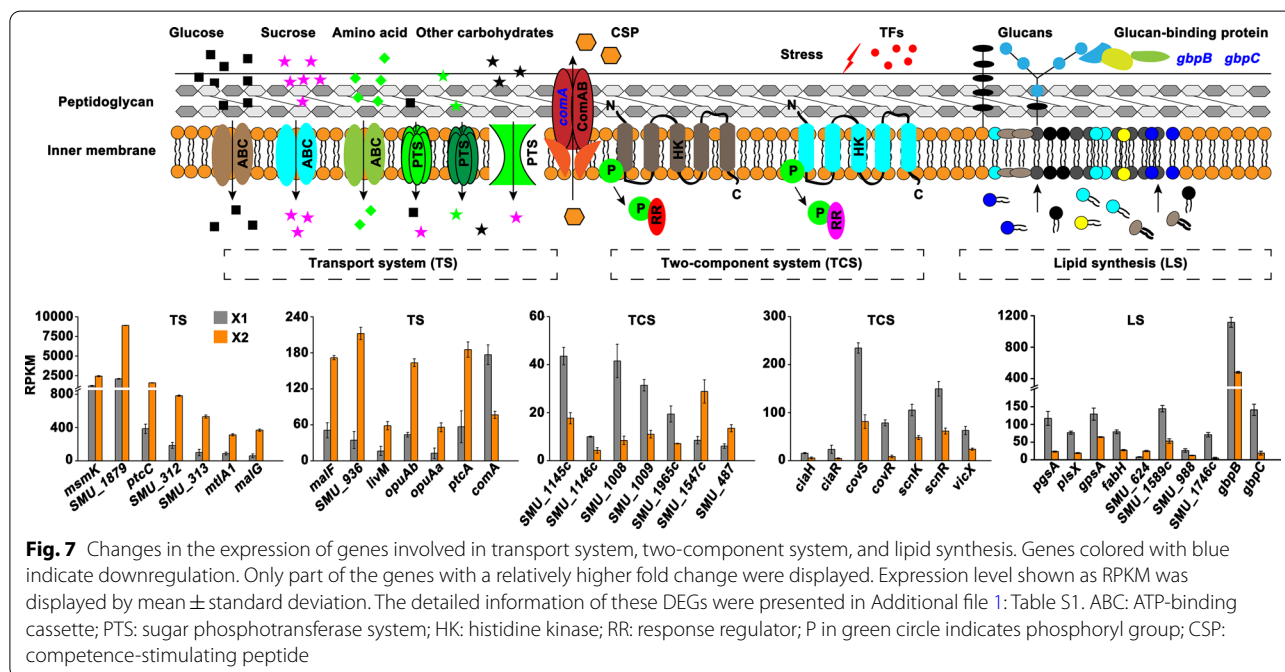 Glucose Sucrose Amino acid Other carbohydrates CSP Stress TFs Glucans Glucan-binding protein
gbpB gbpC
Peptidoglycan
Inner membrane
ABC ABC ABC PTS PTS PTS
comA ComAB
N HK C P P RR
N HK C P P RR
Transport system (TS) Two-component system (TCS) Lipid synthesis (LS)
TS
X1
X2
RPKM
10000
7500
5000
2500
800
400
0
msmK SMU_1879 ptcC SMU_312 SMU_313 mtlA1 malG
TS
240
180
120
60
0
malF SMU_936 livM opuAb opuAa ptcA comA
TCS
60
40
20
0
SMU_1145c SMU_1146c SMU_1008 SMU_1009 SMU_1965c SMU_1547c SMU_487
TCS
300
200
100
0
ciaH ciaR covS covR scnK scnR vicX
LS
1200
800
400
150
100
50
0
pgsA plsX gpsA fabH SMU_624 SMU_1589c SMU_988 SMU_1746c gbpB gbpC
Fig. 7 Changes in the expression of genes involved in transport system, two-component system, and lipid synthesis. Genes colored with blue
indicate downregulation. Only part of the genes with a relatively higher fold change were displayed. Expression level shown as RPKM was
displayed by mean ± standard deviation. The detailed information of these DEGs were presented in Additional file 1: Table S1. ABC: ATP-binding
cassette; PTS: sugar phosphotransferase system; HK: histidine kinase; RR: response regulator; P in green circle indicates phosphoryl group; CSP:
competence-stimulating peptide